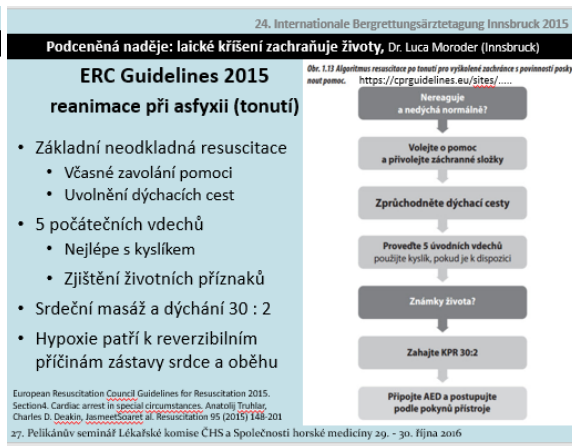 24. Internationale Bergrettungsärztetagung Innsbruck 2015
Podceněná naděje: laické kříšení zachraňuje životy, Dr. Luca Moroder (Innsbruck)
ERC Guidelines 2015
reanimace při asfyxii (tonutí)
• Základní neodkladná resuscitace
• Včasné zavolání pomoci
• Uvolnění dýchacích cest
• 5 počátečních vdechů
• Nejlépe s kyslíkem
• Zjištění životních příznaků
• Srdeční masáž a dýchání 30 : 2
• Hypoxie patří k reverzibilním
příčinám zástavy srdce a oběhu
European Resuscitation Council Guidelines for Resuscitation 2015.
Section4. Cardiac arrest in special circumstances. Anatolij Truhlar,
Charles D. Deakin, JasmeetSoaret al. Resuscitation 95 (2015) 148-201
Obr. 1.13 Algoritmus resuscitace po tonutí pro vyškolené zachránce s povinností posky
nout pomoc.
https://cprguidelines.eu/sites/.....
Nereaguje
a nedýchá normálně?
Volejte o pomoc
a přivolejte záchranné složky
Zprůchodněte dýchací cesty
Proveďte 5 úvodních vdechů
použijte kyslík, pokud je k dispozici
Známky života?
Zahajte KPR 30:2
Připojte AED a postupujte
podle pokynů přístroje
27. Pelikánův seminář Lékařské komise ČHS a Společnosti horské medicíny 29. - 30. října 2016